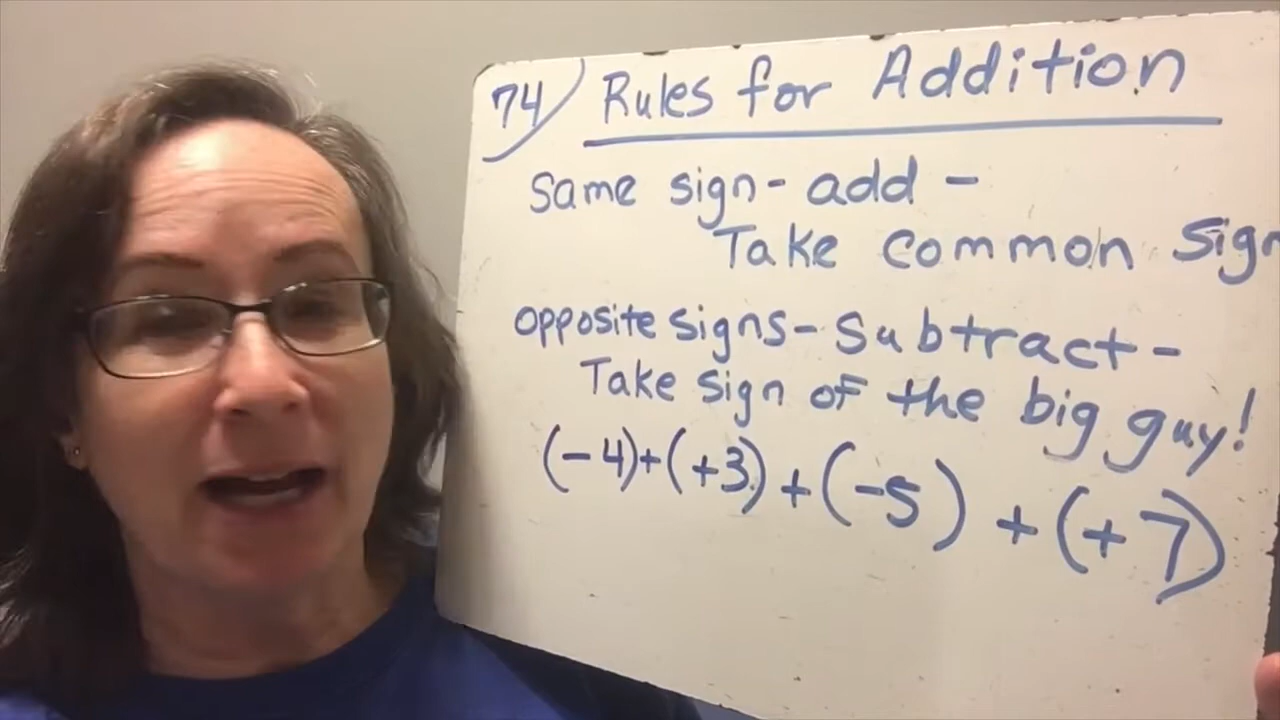 74) Rules for Addition
Same sign - add -
Take common sign
opposite signs - subtract -
Take sign of the big guy!
(-4)+(+3)+(-5)+(+7)